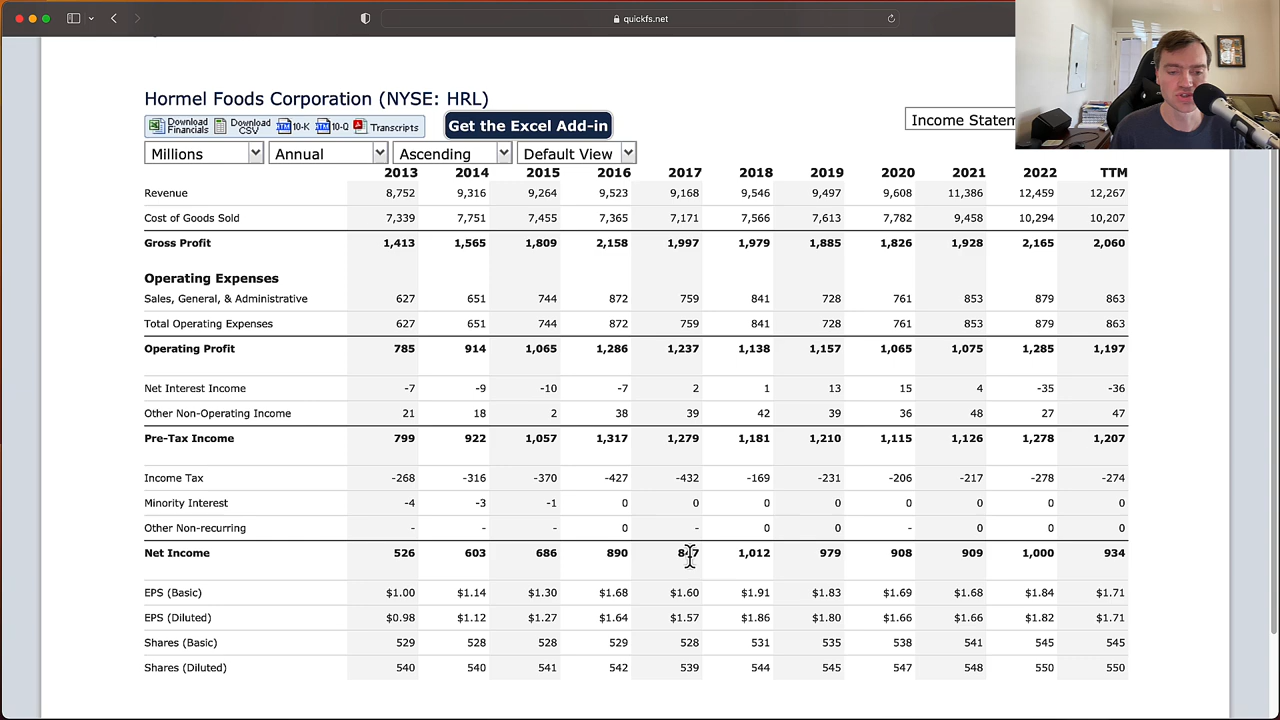 quickfs.net
Hormel Foods Corporation (NYSE: HRL)
Download Financials Download CSV 10-K 10-Q Transcripts Get the Excel Add-in
Income Statem
Millions Annual Ascending Default View
2013 2014 2015 2016 2017 2018 2019 2020 2021 2022 TTM
Revenue 8,752 9,316 9,264 9,523 9,168 9,546 9,497 9,608 11,386 12,459 12,267
Cost of Goods Sold 7,339 7,751 7,455 7,365 7,171 7,566 7,613 7,782 9,458 10,294 10,207
Gross Profit 1,413 1,565 1,809 2,158 1,997 1,979 1,885 1,826 1,928 2,165 2,060
Operating Expenses
Sales, General, & Administrative 627 651 744 872 759 841 728 761 853 879 863
Total Operating Expenses 627 651 744 872 759 841 728 761 853 879 863
Operating Profit 785 914 1,065 1,286 1,237 1,138 1,157 1,065 1,075 1,285 1,197
Net Interest Income -7 -9 -10 -7 2 1 13 15 4 -35 -36
Other Non-Operating Income 21 18 2 38 39 42 39 36 48 27 47
Pre-Tax Income 799 922 1,057 1,317 1,279 1,181 1,210 1,115 1,126 1,278 1,207
Income Tax -268 -316 -370 -427 -432 -169 -231 -206 -217 -278 -274
Minority Interest -4 -3 -1 0 0 0 0 0 0 0 0
Other Non-recurring - - - 0 - 0 0 - 0 0 0
Net Income 526 603 686 890 1,012 979 908 909 1,000 934
EPS (Basic) $1.00 $1.14 $1.30 $1.68 $1.60 $1.91 $1.83 $1.69 $1.68 $1.84 $1.71
EPS (Diluted) $0.98 $1.12 $1.27 $1.64 $1.57 $1.86 $1.80 $1.66 $1.66 $1.82 $1.71
Shares (Basic) 529 528 528 529 528 531 535 538 541 545 545
Shares (Diluted) 540 540 541 542 539 544 545 547 548 550 550